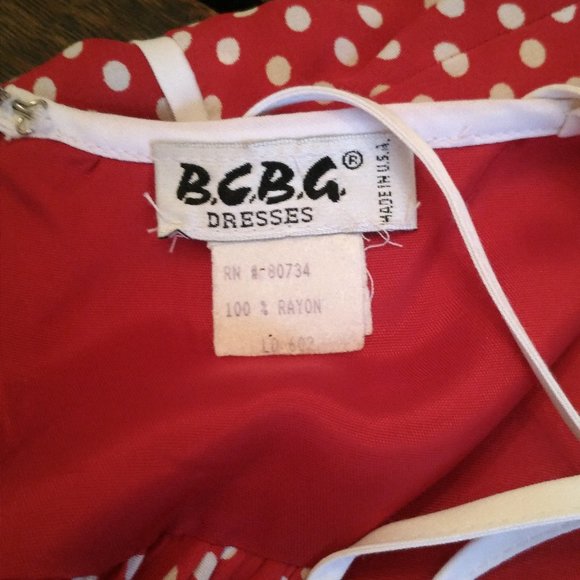 B.C.B.G.®
DRESSES
MADE IN U.S.A.
RN #-80734
100 % RAYON
LD 602